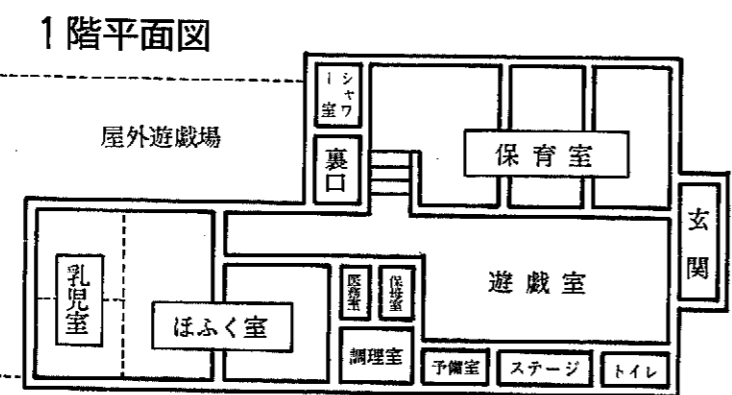 1階平面図
シャワー室
屋外遊戯場
裏口
保育室
玄関
遊戯室
乳児室
ほふく室
医務室
保母室
調理室
予備室
ステージ
トイレ